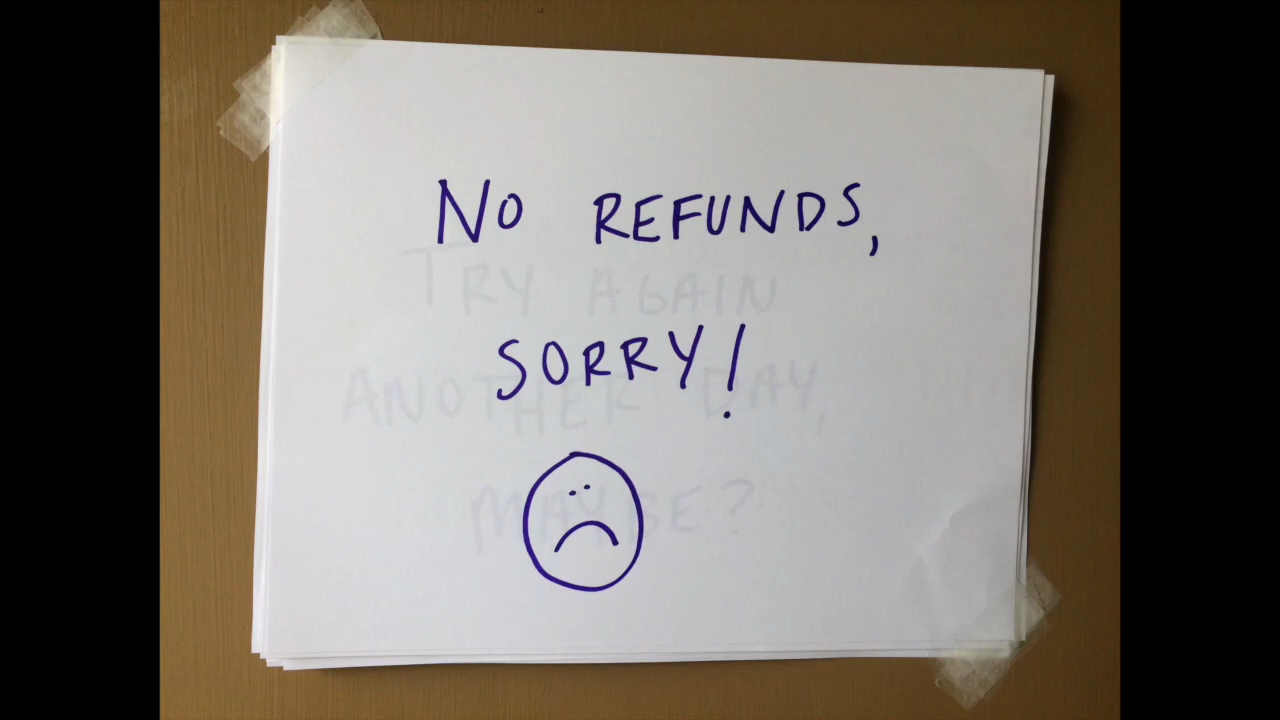 NO REFUNDS,
TRY AGAIN
SORRY!
ANOTHER DAY,
MAYBE?